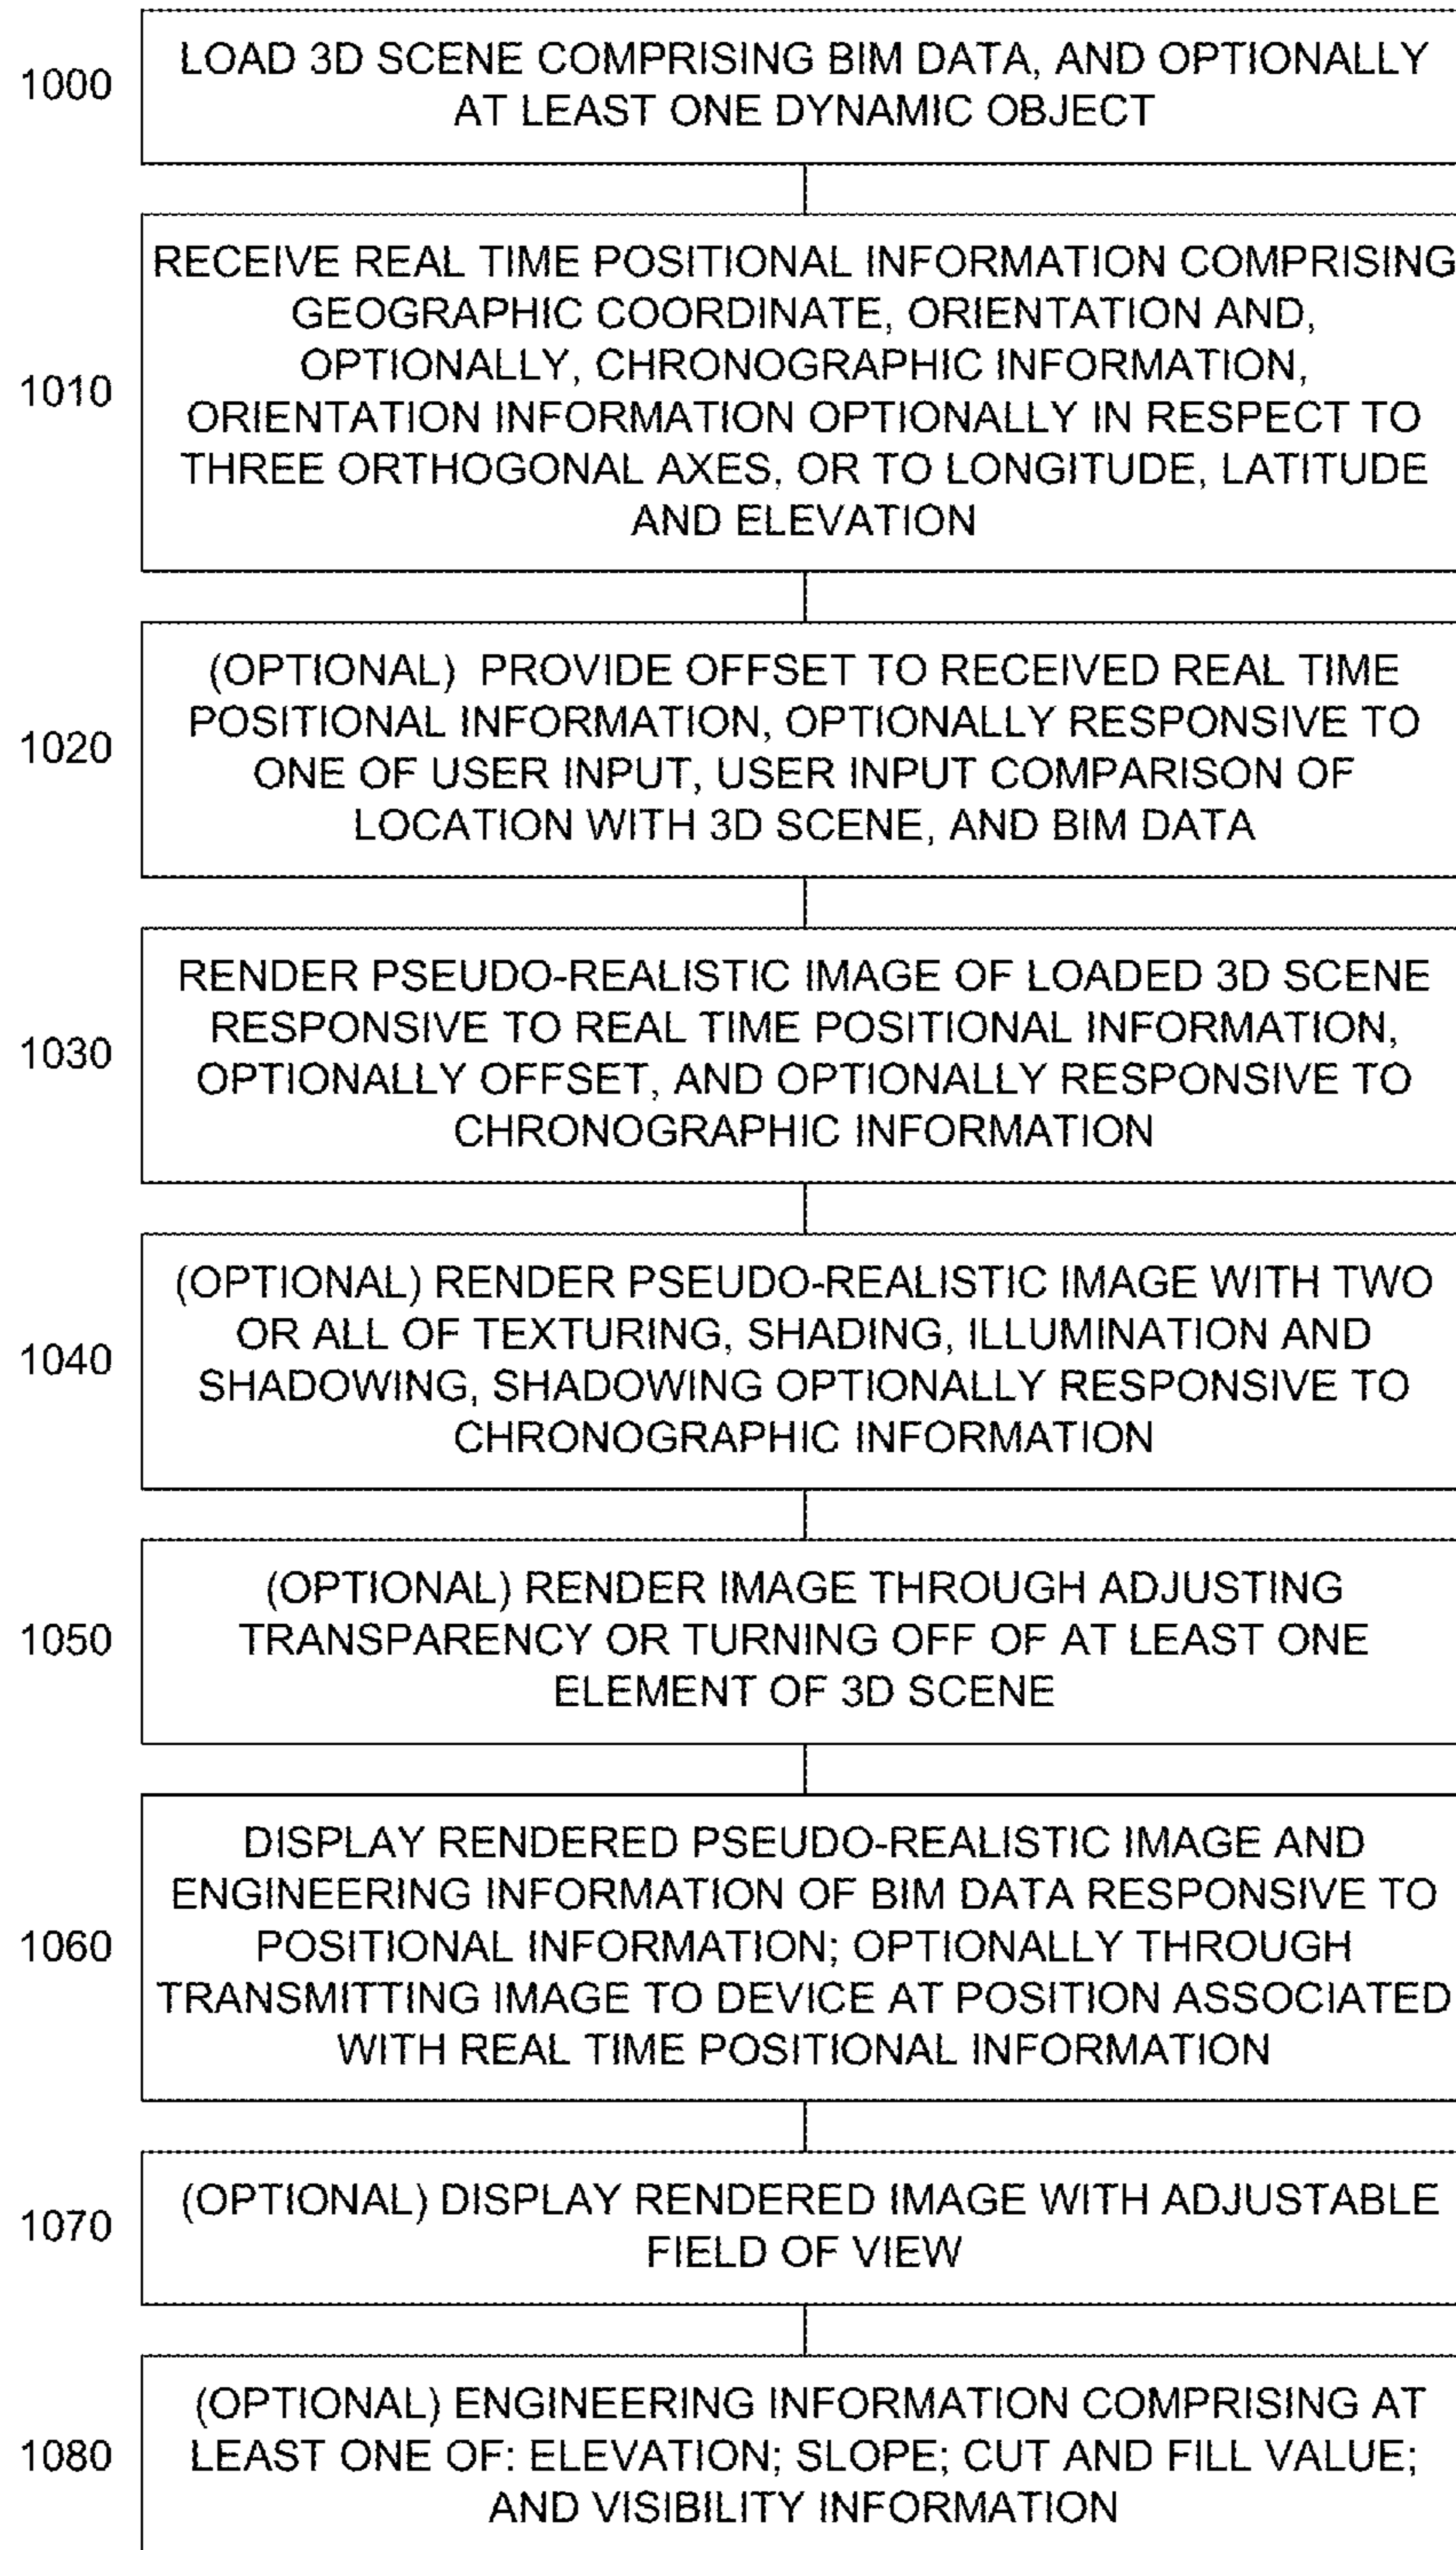 1000
LOAD 3D SCENE COMPRISING BIM DATA, AND OPTIONALLY
AT LEAST ONE DYNAMIC OBJECT
1010
RECEIVE REAL TIME POSITIONAL INFORMATION COMPRISING
GEOGRAPHIC COORDINATE, ORIENTATION AND,
OPTIONALLY, CHRONOGRAPHIC INFORMATION,
ORIENTATION INFORMATION OPTIONALLY IN RESPECT TO
THREE ORTHOGONAL AXES, OR TO LONGITUDE, LATITUDE
AND ELEVATION
1020
(OPTIONAL) PROVIDE OFFSET TO RECEIVED REAL TIME
POSITIONAL INFORMATION, OPTIONALLY RESPONSIVE TO
ONE OF USER INPUT, USER INPUT COMPARISON OF
LOCATION WITH 3D SCENE, AND BIM DATA
1030
RENDER PSEUDO-REALISTIC IMAGE OF LOADED 3D SCENE
RESPONSIVE TO REAL TIME POSITIONAL INFORMATION,
OPTIONALLY OFFSET, AND OPTIONALLY RESPONSIVE TO
CHRONOGRAPHIC INFORMATION
1040
(OPTIONAL) RENDER PSEUDO-REALISTIC IMAGE WITH TWO
OR ALL OF TEXTURING, SHADING, ILLUMINATION AND
SHADOWING, SHADOWING OPTIONALLY RESPONSIVE TO
CHRONOGRAPHIC INFORMATION
1050
(OPTIONAL) RENDER IMAGE THROUGH ADJUSTING
TRANSPARENCY OR TURNING OFF OF AT LEAST ONE
ELEMENT OF 3D SCENE
1060
DISPLAY RENDERED PSEUDO-REALISTIC IMAGE AND
ENGINEERING INFORMATION OF BIM DATA RESPONSIVE TO
POSITIONAL INFORMATION; OPTIONALLY THROUGH
TRANSMITTING IMAGE TO DEVICE AT POSITION ASSOCIATED
WITH REAL TIME POSITIONAL INFORMATION
1070
(OPTIONAL) DISPLAY RENDERED IMAGE WITH ADJUSTABLE
FIELD OF VIEW
1080
(OPTIONAL) ENGINEERING INFORMATION COMPRISING AT
LEAST ONE OF: ELEVATION; SLOPE; CUT AND FILL VALUE;
AND VISIBILITY INFORMATION